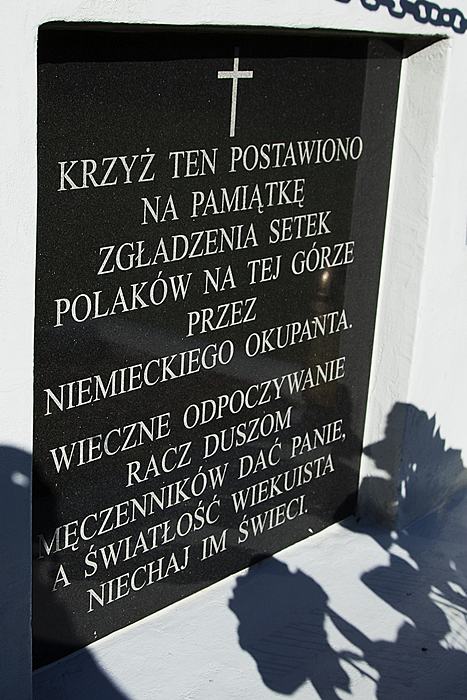 KRZYŻ TEN POSTAWIONO
NA PAMIĄTKĘ
ZGŁADZENIA SETEK
POLAKÓW NA TEJ GÓRZE
PRZEZ
NIEMIECKIEGO OKUPANTA.
WIECZNE ODPOCZYWANIE
RACZ DUSZOM
MĘCZENNIKÓW DAĆ PANIE,
A ŚWIATŁOŚĆ WIEKUISTA
NIECHAJ IM ŚWIECI.